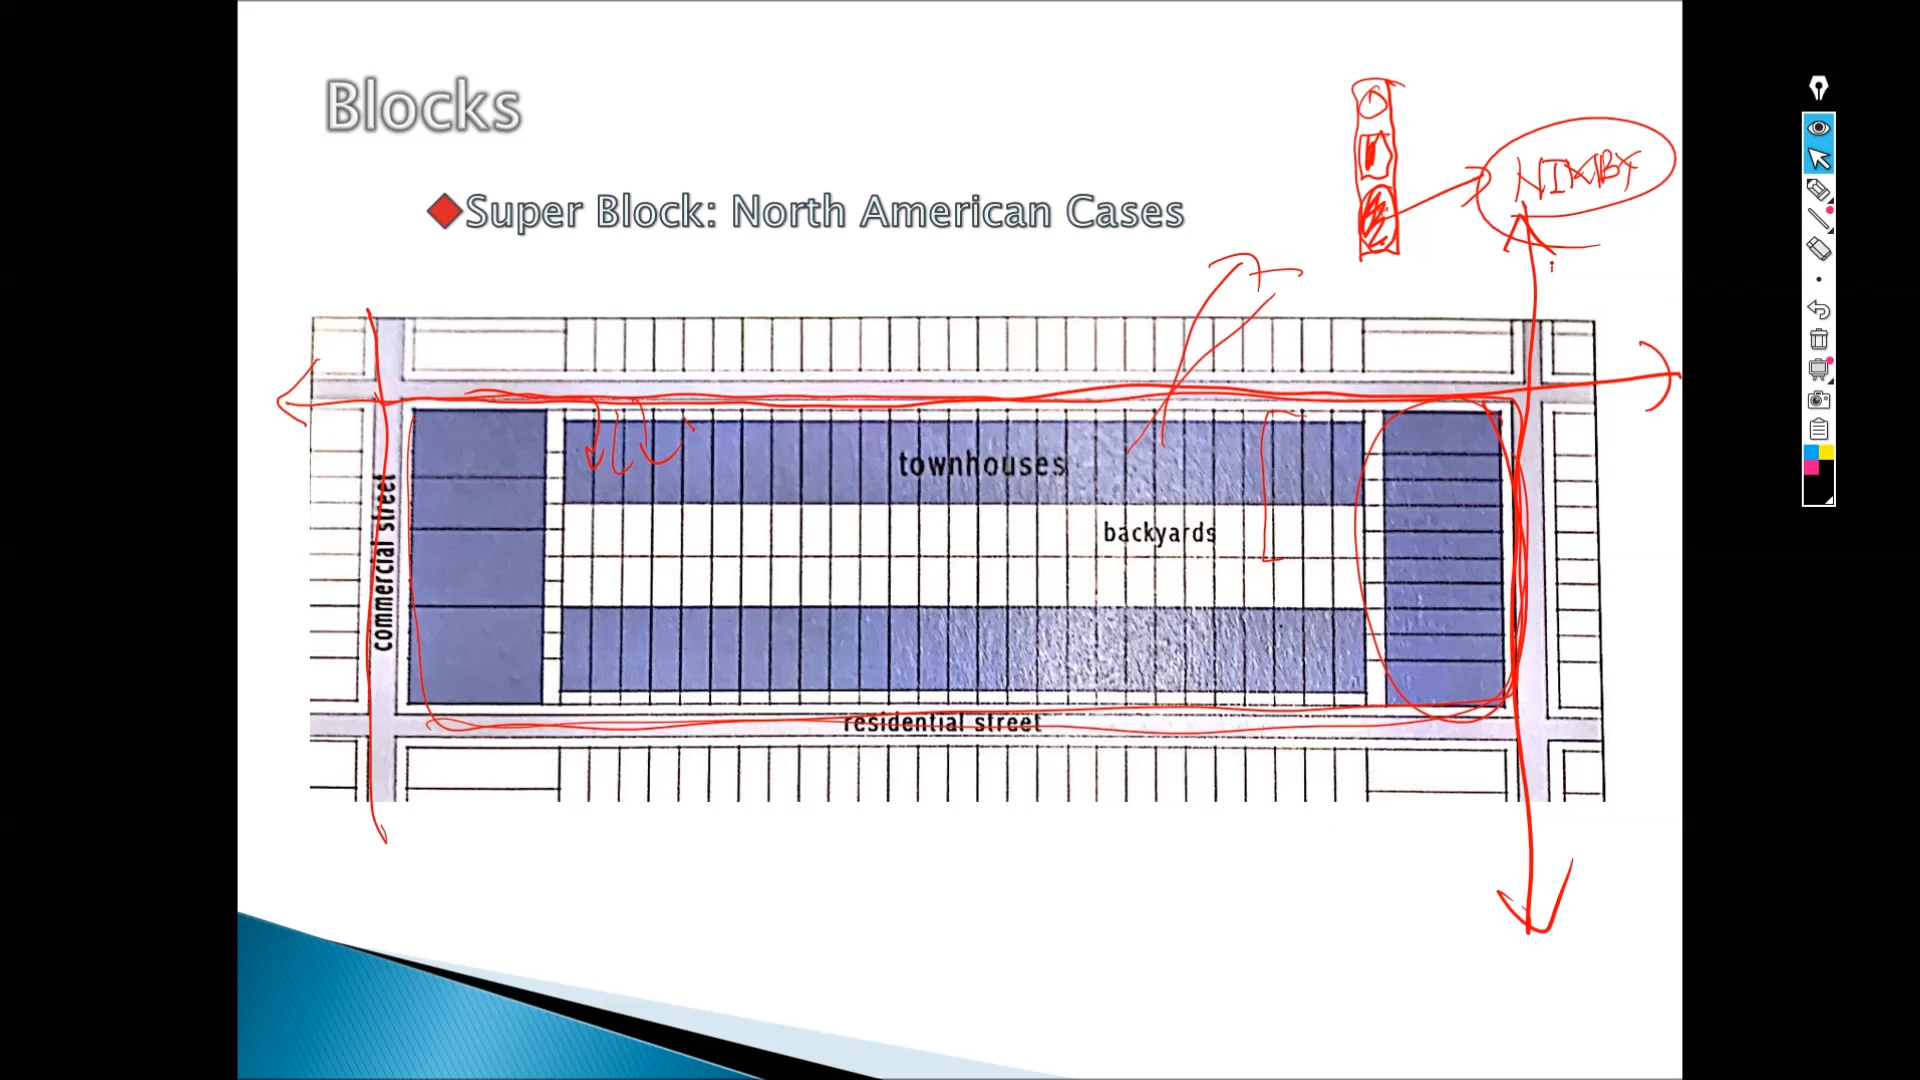 Blocks
NIMBY
Super Block: North American Cases
townhouses
backyards
commercial street
residential street